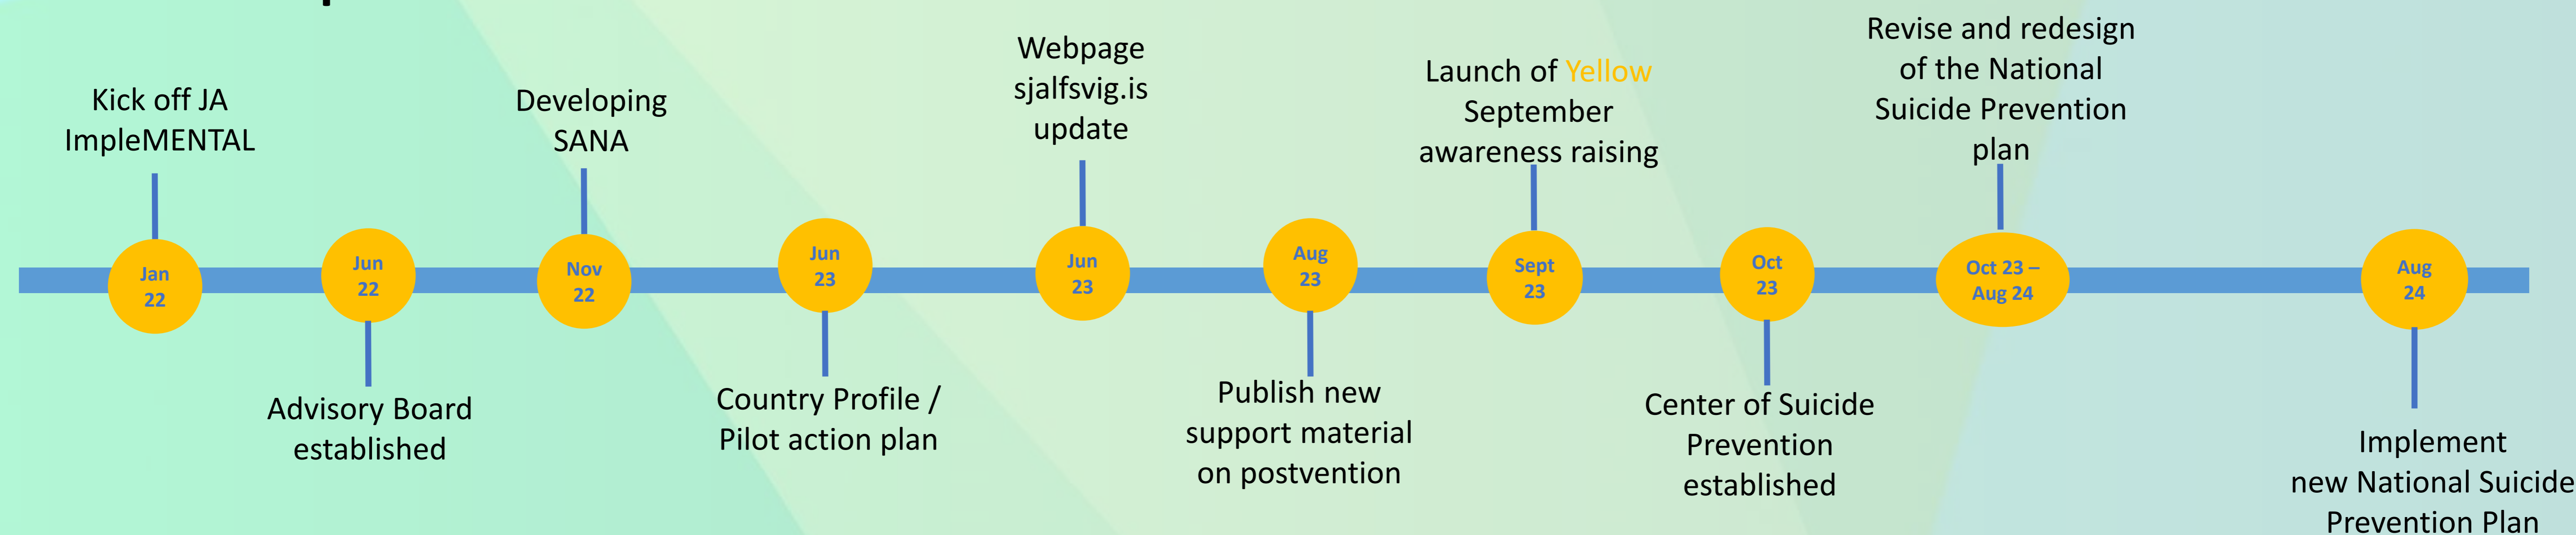 Kick off JA
ImpleMENTAL
Jan
22
Jun
22
Advisory Board
established
Developing
SANA
Nov
22
Jun
23
Country Profile /
Pilot action plan
Webpage
sjalfsvig.is
update
Jun
23
Aug
23
Publish new
support material
on postvention
Launch of Yellow
September
awareness raising
Sept
23
Oct
23
Center of Suicide
Prevention
established
Revise and redesign
of the National
Suicide Prevention
plan
Oct 23 –
Aug 24
Aug
24
Implement
new National Suicide
Prevention Plan